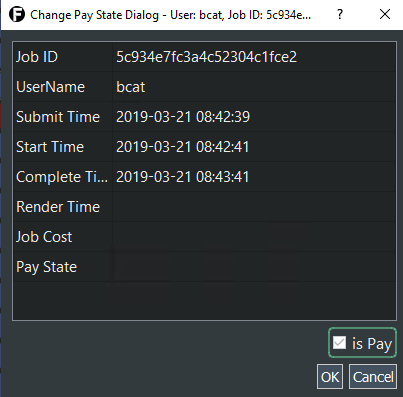 F Change Pay State Dialog - User: bcat, Job ID: 5c934e... ? ×
Job ID 5c934e7fc3a4c52304c1fce2
UserName bcat
Submit Time 2019-03-21 08:42:39
Start Time 2019-03-21 08:42:41
Complete Ti... 2019-03-21 08:43:41
Render Time
Job Cost
Pay State
is Pay
OK Cancel